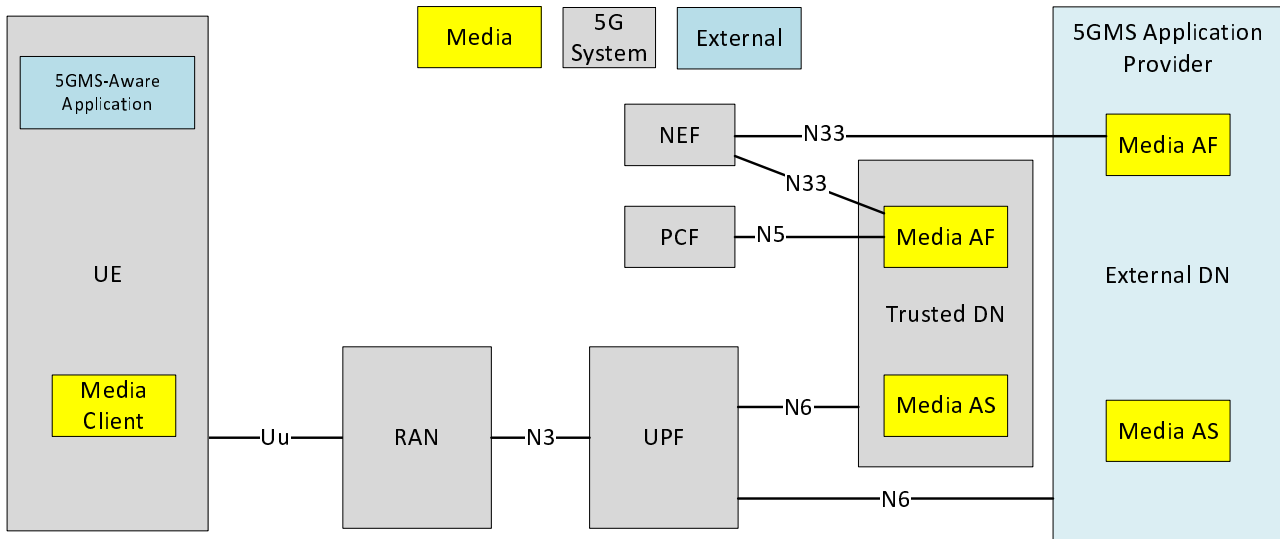 Media
5G
System
External
5GMS Application
Provider
5GMS-Aware
Application
NEF
N33
Media AF
N33
PCF
N5
Media AF
UE
External DN
Trusted DN
Media
Client
Media AS
Media AS
N6
Uu
RAN
N3
UPF
N6